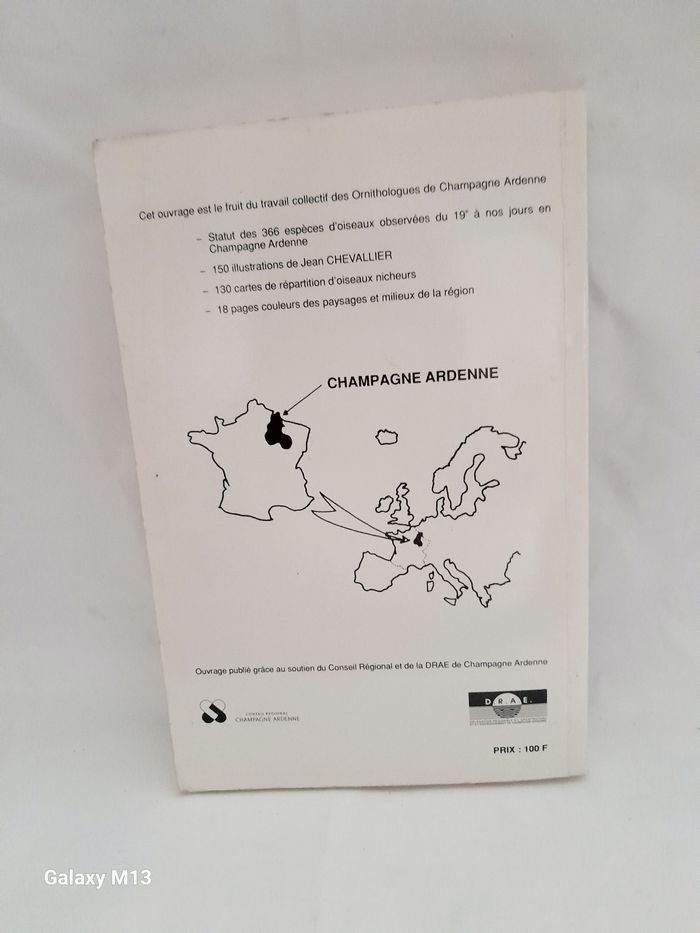 Cet ouvrage est le fruit du travail collectif des Ornithologues de Champagne Ardenne
– Statut des 366 espèces d'oiseaux observées du 19e à nos jours en
Champagne Ardenne
– 150 illustrations de Jean CHEVALLIER
– 130 cartes de répartition d'oiseaux nicheurs
– 18 pages couleurs des paysages et milieux de la région
CHAMPAGNE ARDENNE
Ouvrage publié grâce au soutien du Conseil Régional et de la DRAE de Champagne Ardenne
CONSEIL REGIONAL
CHAMPAGNE ARDENNE
D.R.A.E.
PRIX : 100 F
Galaxy M13